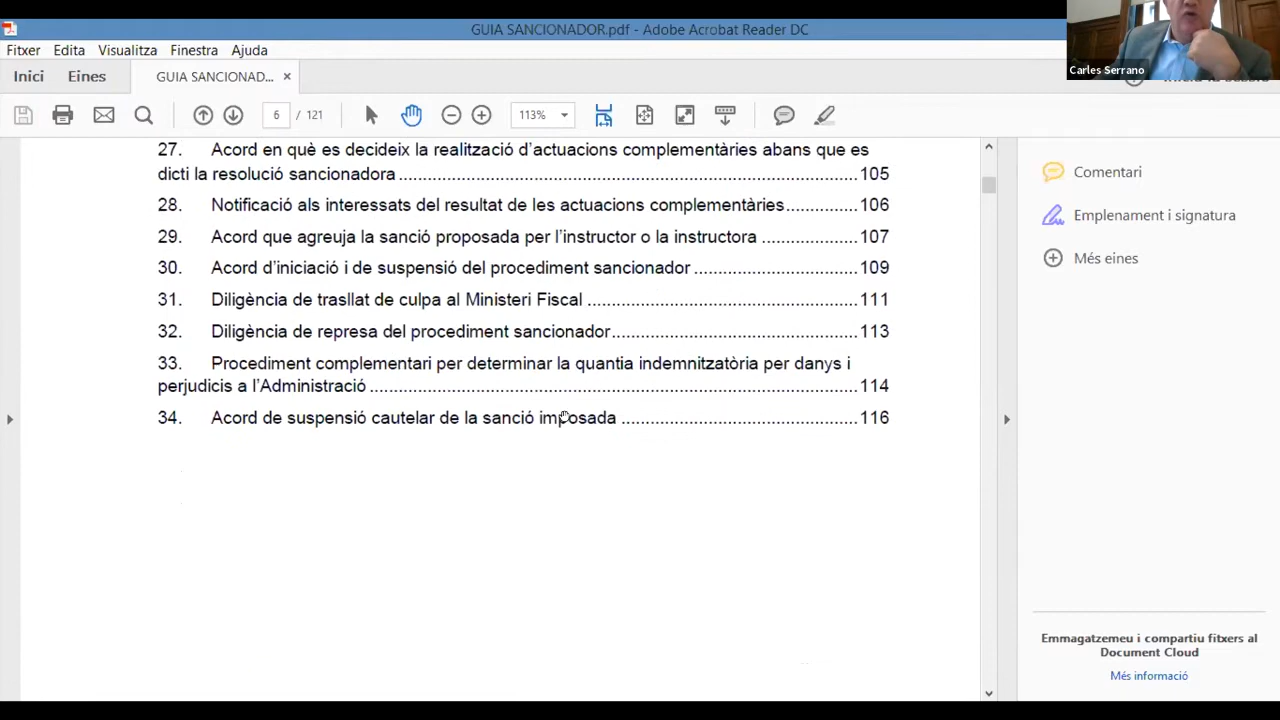 GUIA SANCIONADOR.pdf - Adobe Acrobat Reader DC
Fitxer Edita Visualitza Finestra Ajuda
Carles Serrano
Inici Eines GUIA SANCIONAD... ×
6 / 121 113%
27. Acord en què es decideix la realització d'actuacions complementàries abans que es
dicti la resolució sancionadora 105
28. Notificació als interessats del resultat de les actuacions complementàries 106
29. Acord que agreuja la sanció proposada per l'instructor o la instructora 107
30. Acord d'iniciació i de suspensió del procediment sancionador 109
31. Diligència de trasllat de culpa al Ministeri Fiscal 111
32. Diligència de represa del procediment sancionador 113
33. Procediment complementari per determinar la quantia indemnitzatòria per danys i
perjudicis a l'Administració 114
34. Acord de suspensió cautelar de la sanció imposada 116
Comentari
Emplenament i signatura
Més eines
Emmagatzemeu i compartiu fitxers al
Document Cloud
Més informació